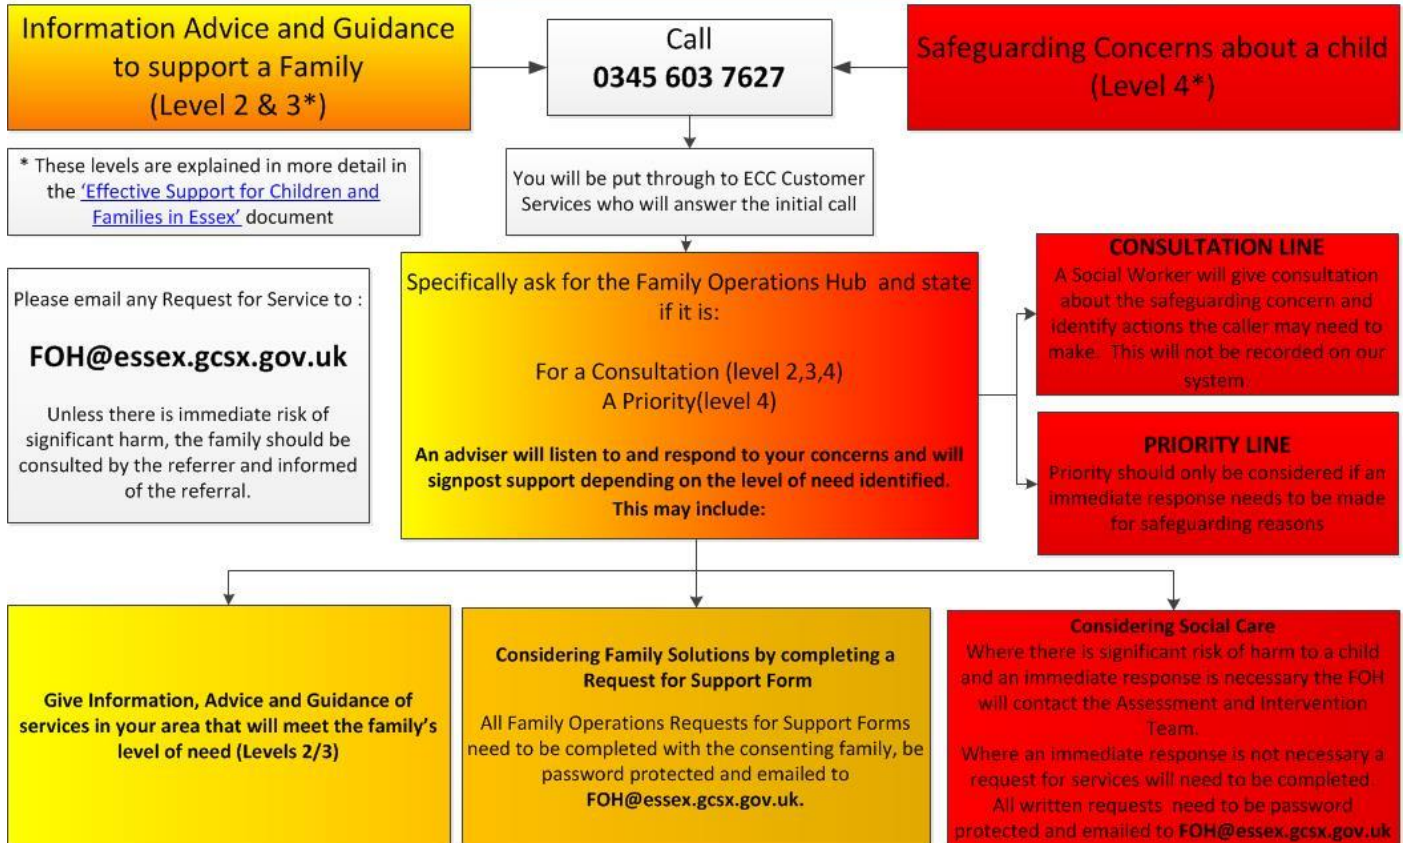 Information Advice and Guidance
to support a Family
(Level 2 & 3*)
Call
0345 603 7627
Safeguarding Concerns about a child
(Level 4*)
* These levels are explained in more detail in
the ‘Effective Support for Children and
Families in Essex’ document
You will be put through to ECC Customer
Services who will answer the initial call
Please email any Request for Service to :
FOH@essex.gcsx.gov.uk
Unless there is immediate risk of
significant harm, the family should be
consulted by the referrer and informed
of the referral.
Specifically ask for the Family Operations Hub and state
if it is:
For a Consultation (level 2,3,4)
A Priority(level 4)
An adviser will listen to and respond to your concerns and will
signpost support depending on the level of need identified.
This may include:
CONSULTATION LINE
A Social Worker will give consultation
about the safeguarding concern and
identify actions the caller may need to
make. This will not be recorded on our
system
PRIORITY LINE
Priority should only be considered if an
immediate response needs to be made
for safeguarding reasons
Give Information, Advice and Guidance of
services in your area that will meet the family’s
level of need (Levels 2/3)
Considering Family Solutions by completing a
Request for Support Form
All Family Operations Requests for Support Forms
need to be completed with the consenting family, be
password protected and emailed to
FOH@essex.gcsx.gov.uk.
Considering Social Care
Where there is significant risk of harm to a child
and an immediate response is necessary the FOH
will contact the Assessment and Intervention
Team.
Where an immediate response is not necessary a
request for services will need to be completed
All written requests need to be password
protected and emailed to FOH@essex.gcsx.gov.uk